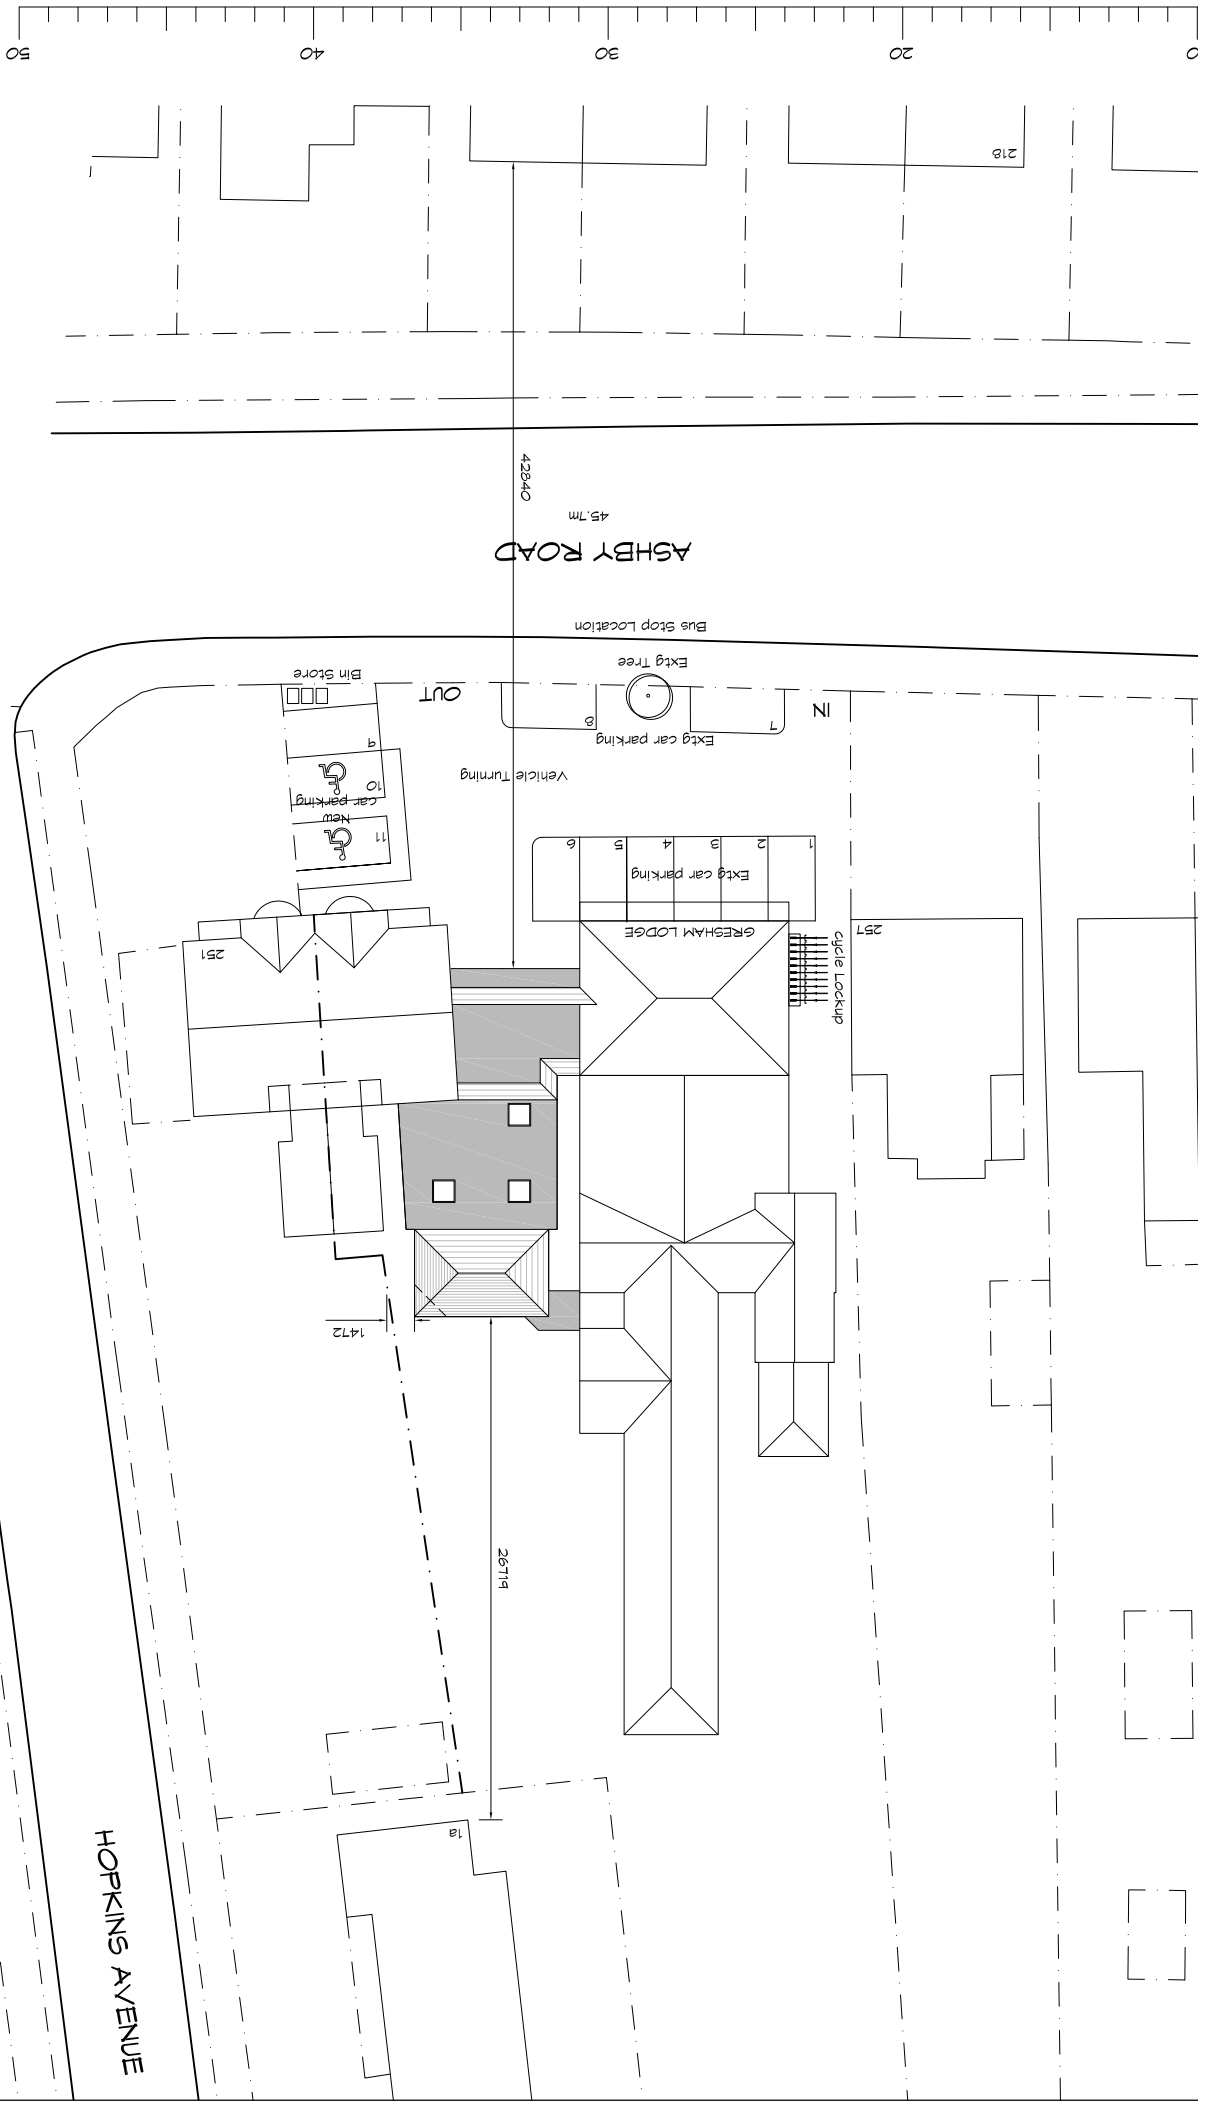 0
20
30
40
50
218
42840
45.7m
ASHBY ROAD
Bus Stop Location
Extg Tree
Bin Store
IN
OUT
7
8
Extg car parking
9
Vehicle Turning
10
New
car parking
11
1
2
3
4
5
6
Extg car parking
257
GRESHAM LODGE
251
cycle Lockup
1472
26719
1a
HOPKINS AVENUE